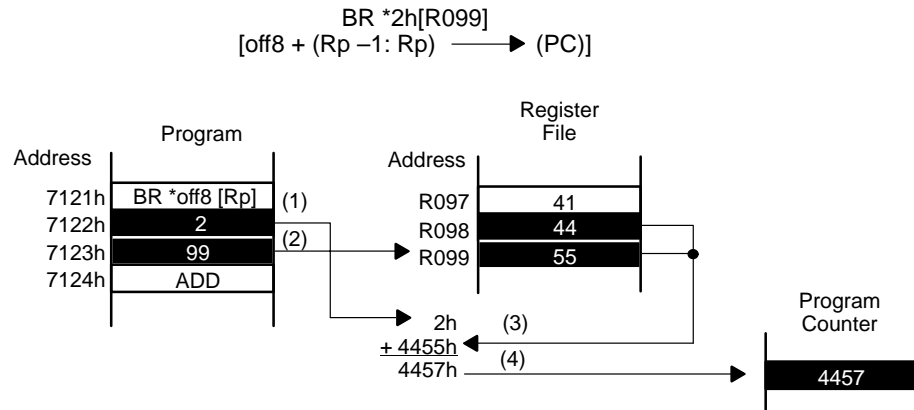 BR *2h[R099]
[off8 + (Rp –1: Rp) (PC)]
Program
Register
File
Address
Address
7121h BR *off8 [Rp] (1)
7122h 2
7123h 99 (2)
7124h ADD
R097 41
R098 44
R099 55
2h (3)
+ 4455h
4457h (4)
Program
Counter
4457